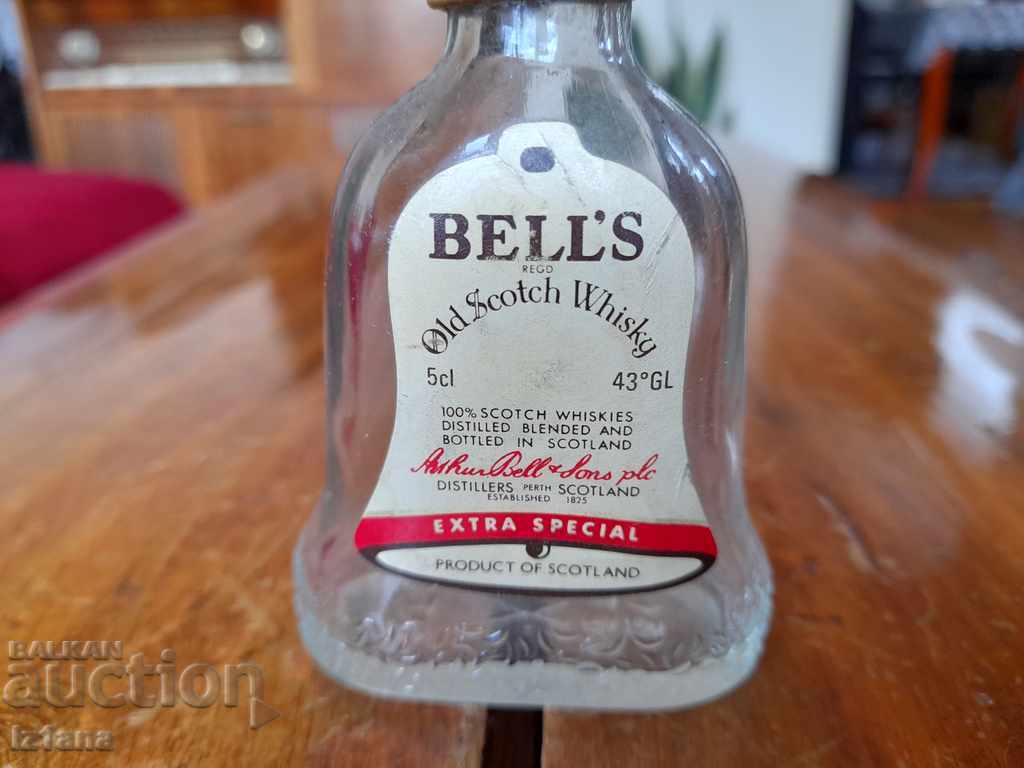 BELL'S
REGD
Old Scotch Whisky
5cl 43°GL
100% SCOTCH WHISKIES
DISTILLED BLENDED AND
BOTTLED IN SCOTLAND
Arthur Bell & Sons plc
DISTILLERS PERTH SCOTLAND
ESTABLISHED 1825
EXTRA SPECIAL
PRODUCT OF SCOTLAND
BALKAN
auction
iz1ana